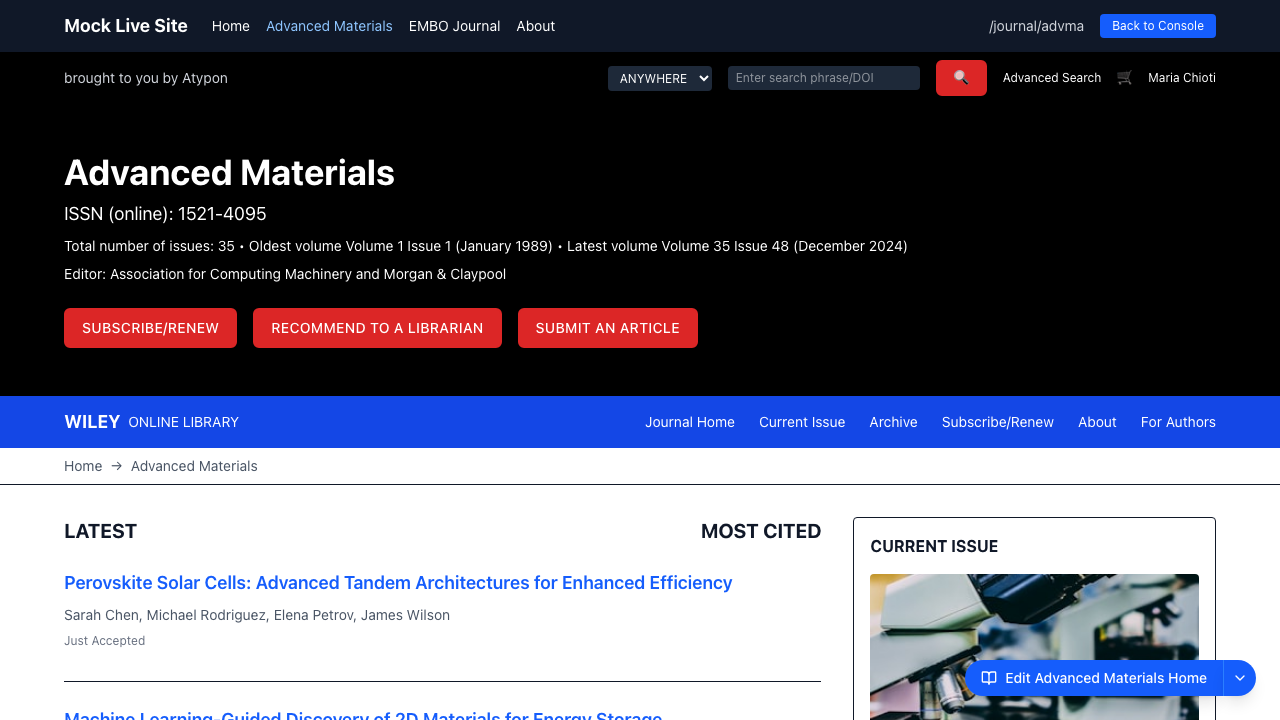 Mock Live Site Home Advanced Materials EMBO Journal About /journal/advma Back to Console
brought to you by Atypon ANYWHERE Enter search phrase/DOI Advanced Search Maria Chioti
Advanced Materials
ISSN (online): 1521-4095
Total number of issues: 35 • Oldest volume Volume 1 Issue 1 (January 1989) • Latest volume Volume 35 Issue 48 (December 2024)
Editor: Association for Computing Machinery and Morgan & Claypool
SUBSCRIBE/RENEW RECOMMEND TO A LIBRARIAN SUBMIT AN ARTICLE
WILEY ONLINE LIBRARY Journal Home Current Issue Archive Subscribe/Renew About For Authors
Home → Advanced Materials
LATEST MOST CITED
Perovskite Solar Cells: Advanced Tandem Architectures for Enhanced Efficiency
Sarah Chen, Michael Rodriguez, Elena Petrov, James Wilson
Just Accepted
Machine Learning-Guided Discovery of 2D Materials for Energy Storage
CURRENT ISSUE
Edit Advanced Materials Home